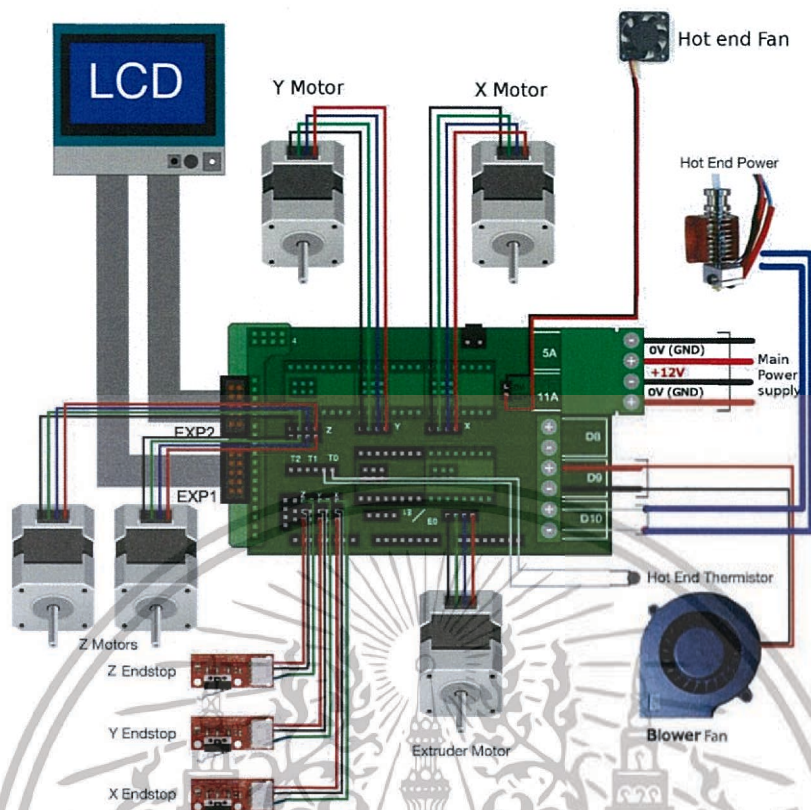 LCD
Y Motor
X Motor
Hot end Fan
Hot End Power
4
5A
11A
0V (GND)
+12V
0V (GND)
Main
Power
supply
EXP2
EXP1
Z
Y
X
T2 T1 T0
D8
D9
D10
E1
E0
Z Motors
Hot End Thermistor
Z Endstop
Y Endstop
X Endstop
Extruder Motor
Blower Fan